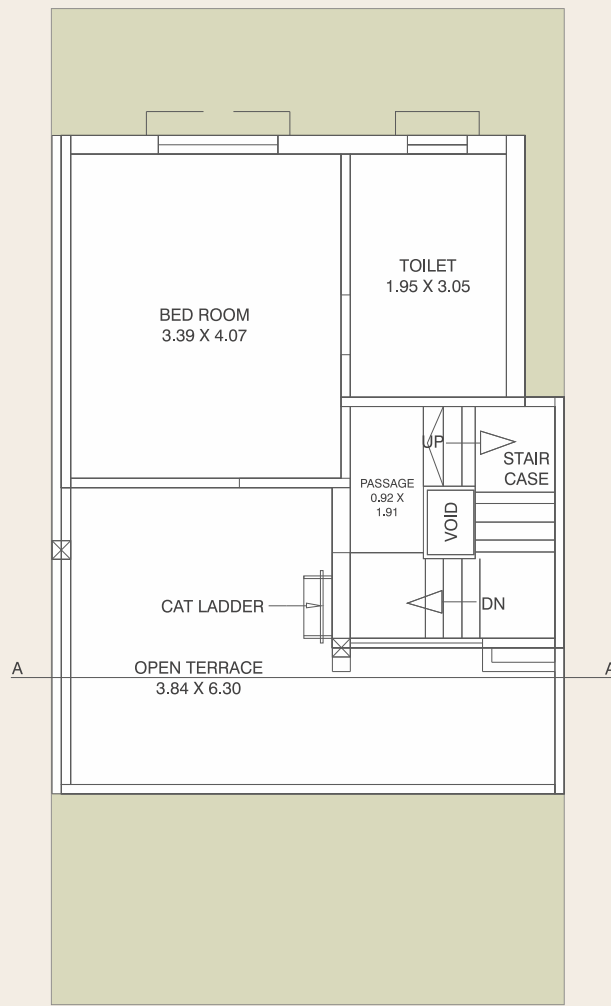 TOILET
1.95 X 3.05
BED ROOM
3.39 X 4.07
UP
STAIR
CASE
PASSAGE
0.92 X
1.91
VOID
CAT LADDER
DN
A
OPEN TERRACE
3.84 X 6.30
A